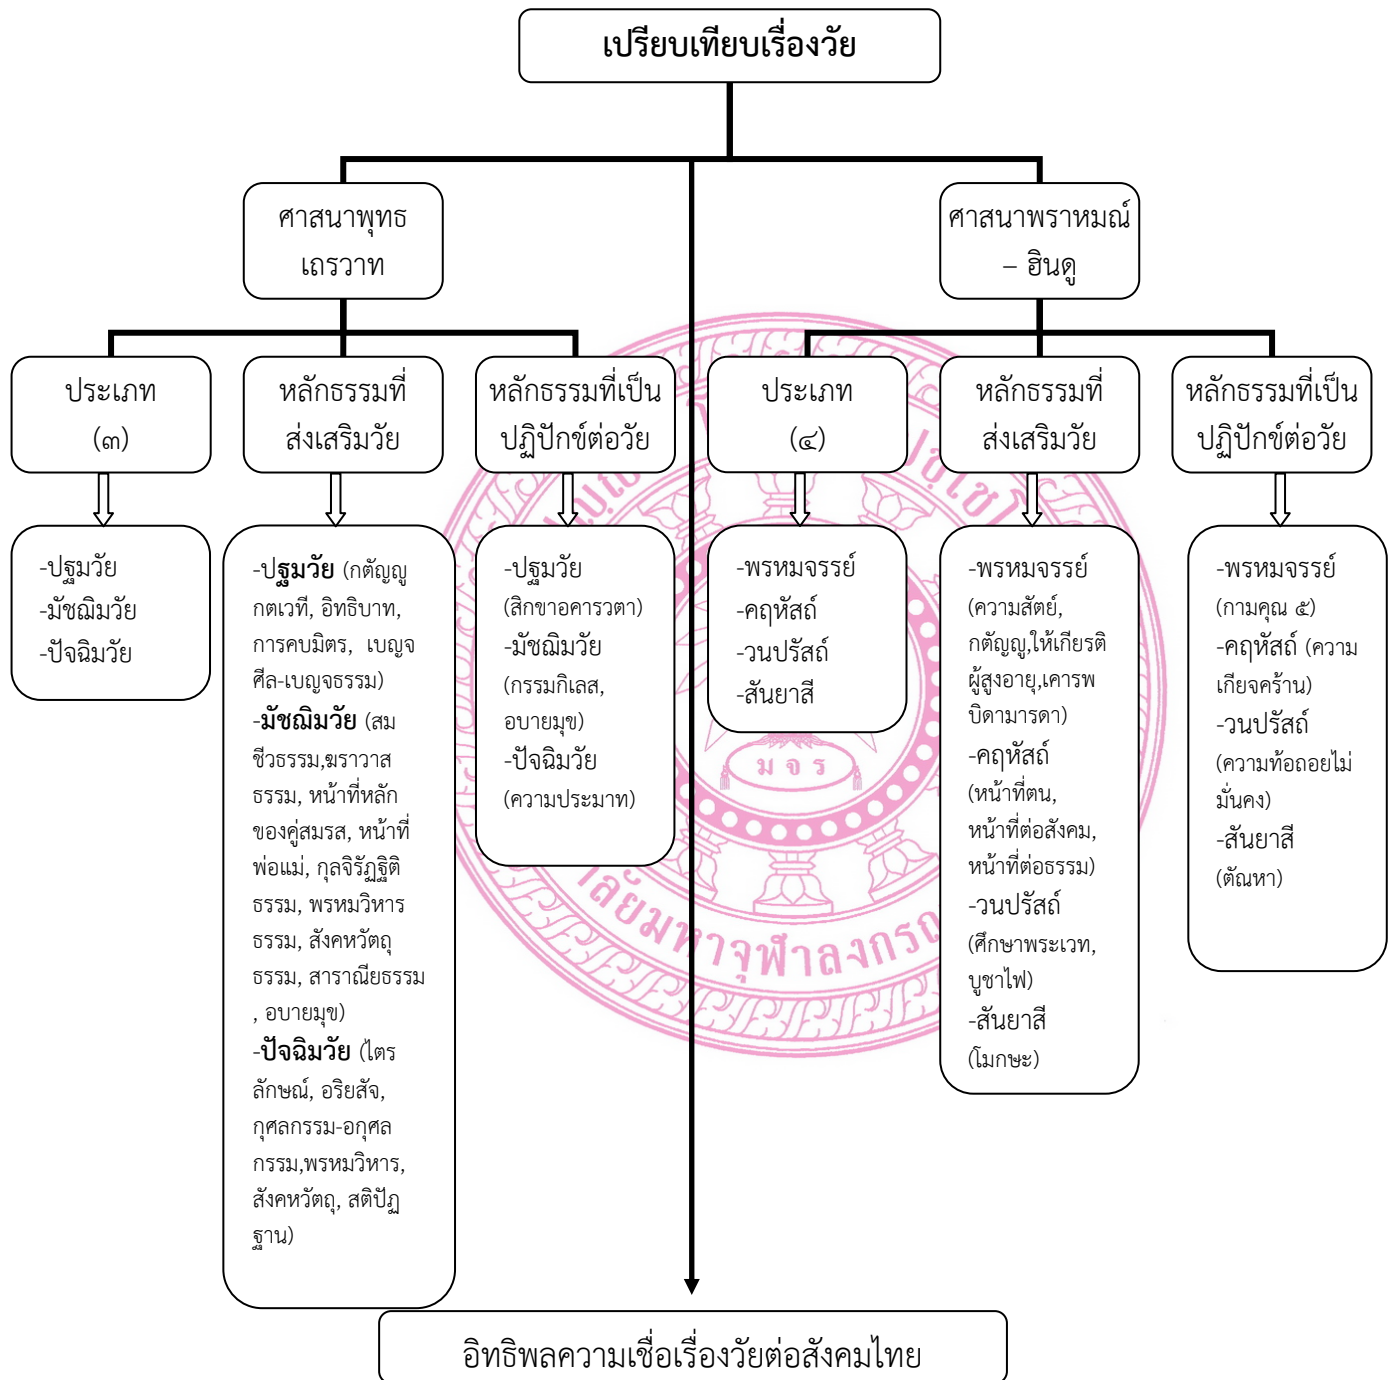 เปรียบเทียบเรื่องวัย
ศาสนาพุทธ
เถรวาท
ศาสนาพราหมณ์
– ฮินดู
ประเภท
(๓)
หลักธรรมที่
ส่งเสริมวัย
หลักธรรมที่เป็น
ปฏิปักข์ต่อวัย
ประเภท
(๔)
หลักธรรมที่
ส่งเสริมวัย
หลักธรรมที่เป็น
ปฏิปักข์ต่อวัย
-ปฐมวัย
-มัชฌิมวัย
-ปัจฉิมวัย
-ปฐมวัย (กตัญญู
กตเวที, อิทธิบาท,
การคบมิตร, เบญจ
ศีล-เบญจธรรม)
-มัชฌิมวัย (สม
ชีวธรรม,ฆราวาส
ธรรม, หน้าที่หลัก
ของคู่สมรส, หน้าที่
พ่อแม่, กุลจิรัฏฐิติ
ธรรม, พรหมวิหาร
ธรรม, สังคหวัตถุ
ธรรม, สาราณียธรรม
, อบายมุข)
-ปัจฉิมวัย (ไตร
ลักษณ์, อริยสัจ,
กุศลกรรม-อกุศล
กรรม,พรหมวิหาร,
สังคหวัตถุ, สติปัฏ
ฐาน)
-ปฐมวัย
(สิกขาอคารวตา)
-มัชฌิมวัย
(กรรมกิเลส,
อบายมุข)
-ปัจฉิมวัย
(ความประมาท)
-พรหมจรรย์
-คฤหัสถ์
-วนปรัสถ์
-สันยาสี
-พรหมจรรย์
(ความสัตย์,
กตัญญู,ให้เกียรติ
ผู้สูงอายุ,เคารพ
บิดามารดา)
-คฤหัสถ์
(หน้าที่ตน,
หน้าที่ต่อสังคม,
หน้าที่ต่อธรรม)
-วนปรัสถ์
(ศึกษาพระเวท,
บูชาไฟ)
-สันยาสี
(โมกษะ)
-พรหมจรรย์
(กามคุณ ๕)
-คฤหัสถ์ (ความ
เกียจคร้าน)
-วนปรัสถ์
(ความท้อถอยไม่
มั่นคง)
-สันยาสี
(ตัณหา)
ม จ ร
ลัยมหาจุฬาลงกรณ
อิทธิพลความเชื่อเรื่องวัยต่อสังคมไทย